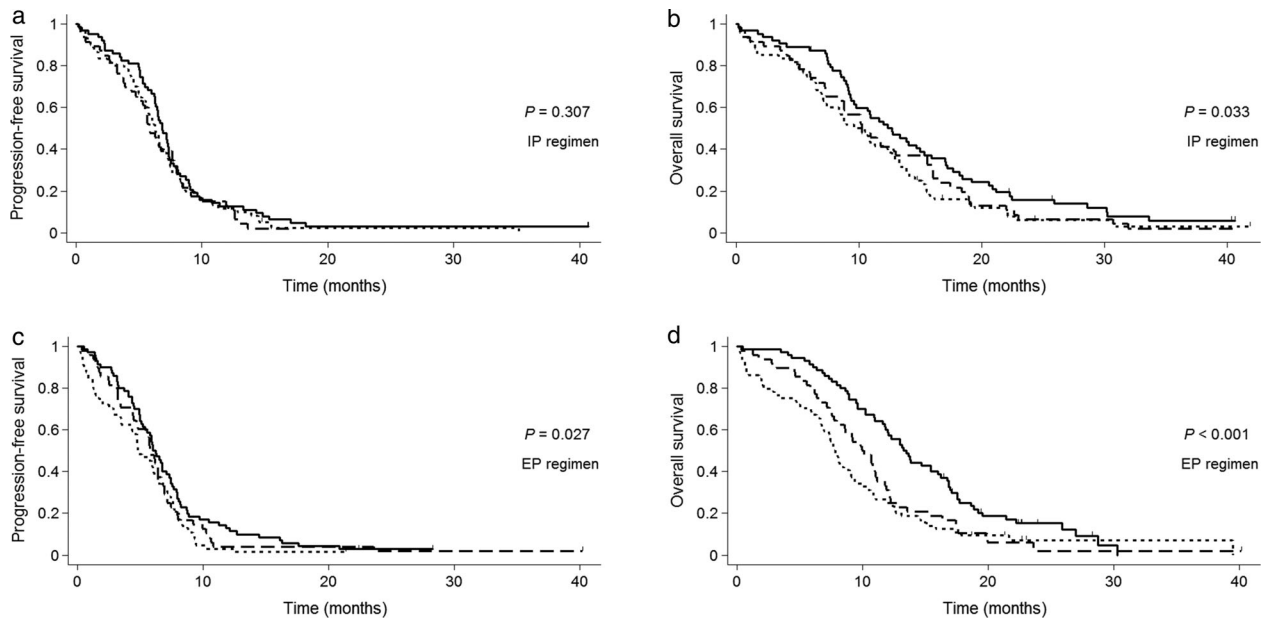 a
Progression-free survival
1
0.8
0.6
0.4
0.2
0
P = 0.307
IP regimen
0 10 20 30 40
Time (months)
b
Overall survival
1
0.8
0.6
0.4
0.2
0
P = 0.033
IP regimen
0 10 20 30 40
Time (months)
c
Progression-free survival
1
0.8
0.6
0.4
0.2
0
P = 0.027
EP regimen
0 10 20 30 40
Time (months)
d
Overall survival
1
0.8
0.6
0.4
0.2
0
P < 0.001
EP regimen
0 10 20 30 40
Time (months)